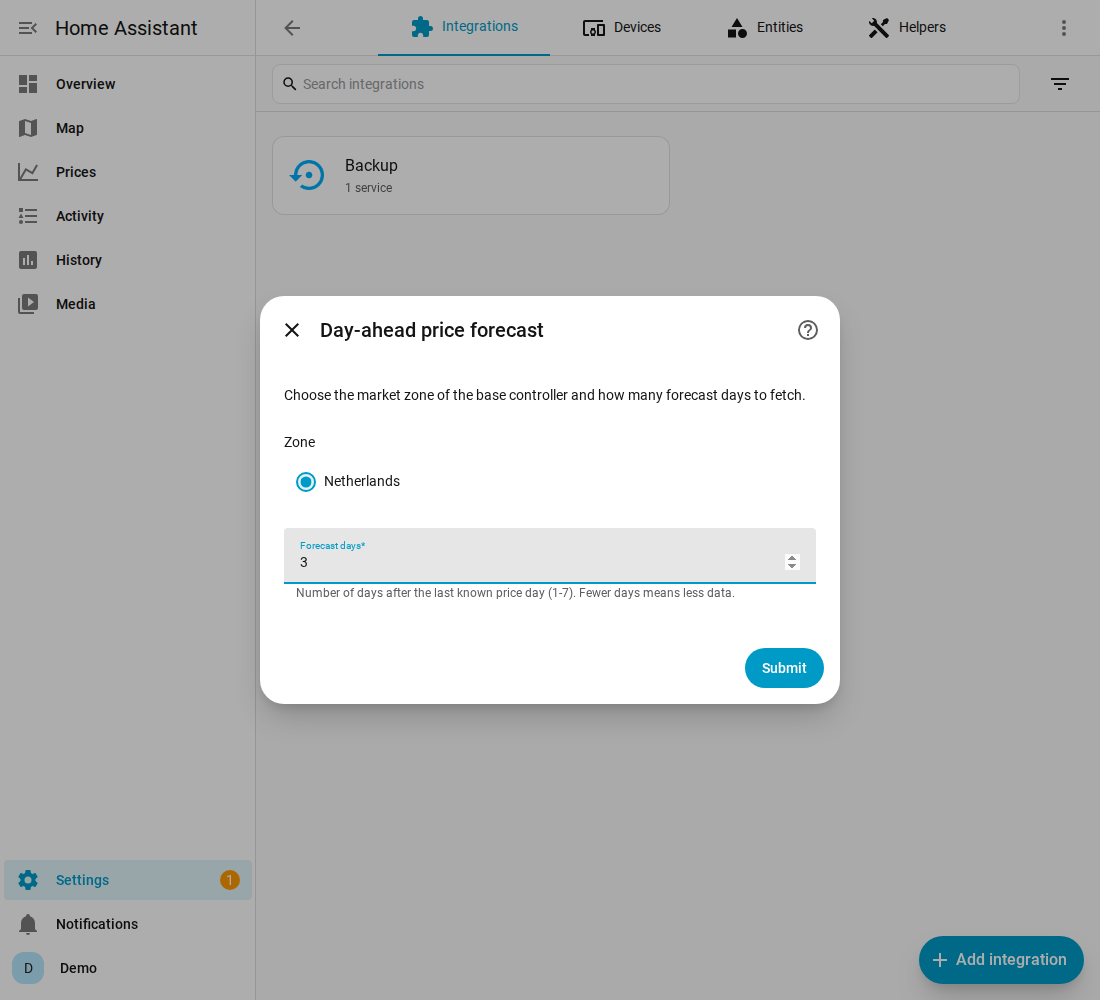 Home Assistant
Integrations
Devices
Entities
Helpers
Search integrations
Overview
Map
Prices
Activity
History
Media
Backup
1 service
Day-ahead price forecast
Choose the market zone of the base controller and how many forecast days to fetch.
Zone
Netherlands
Forecast days*
3
Number of days after the last known price day (1-7). Fewer days means less data.
Submit
Settings
1
Notifications
D
Demo
Add integration